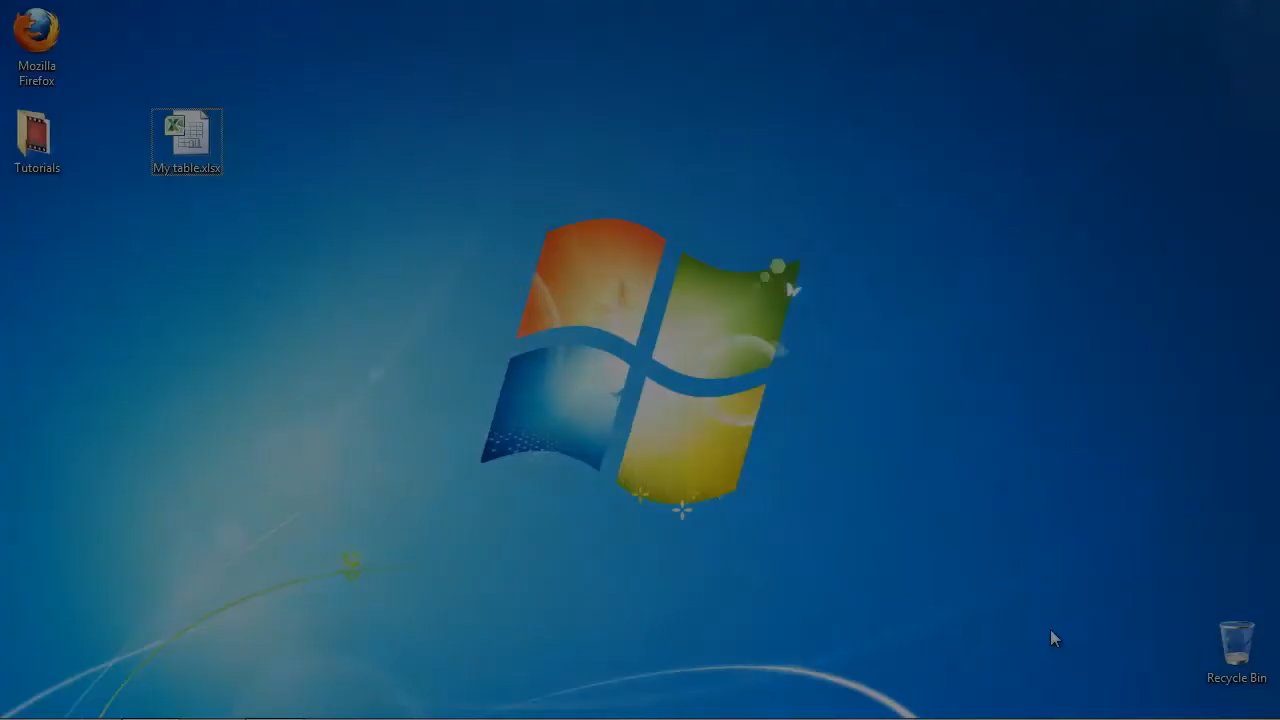 Mozilla
Firefox
Tutorials
My table.xlsx
Recycle Bin